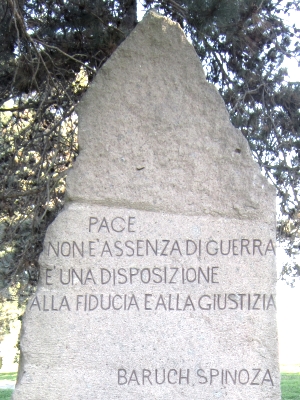 PACE
NON E' ASSENZA DI GUERRA
E' UNA DISPOSIZIONE
ALLA FIDUCIA E ALLA GIUSTIZIA
BARUCH SPINOZA